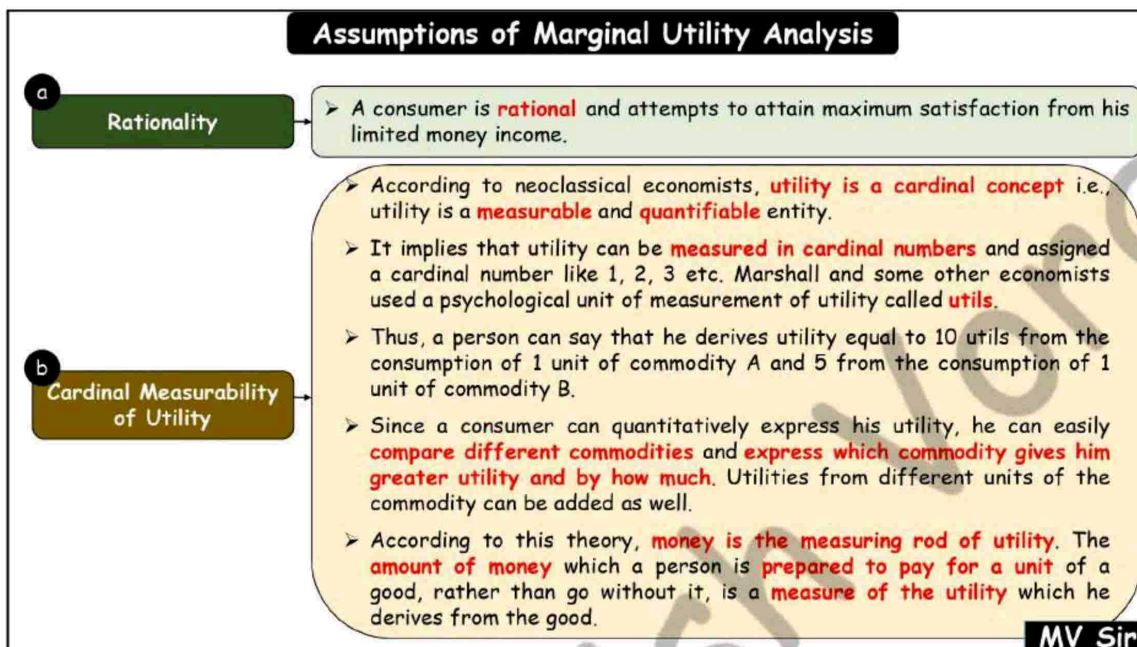 Assumptions of Marginal Utility Analysis
a
Rationality
➤ A consumer is rational and attempts to attain maximum satisfaction from his
limited money income.
b
Cardinal Measurability
of Utility
➤ According to neoclassical economists, utility is a cardinal concept i.e.,
utility is a measurable and quantifiable entity.
➤ It implies that utility can be measured in cardinal numbers and assigned
a cardinal number like 1, 2, 3 etc. Marshall and some other economists
used a psychological unit of measurement of utility called utils.
➤ Thus, a person can say that he derives utility equal to 10 utils from the
consumption of 1 unit of commodity A and 5 from the consumption of 1
unit of commodity B.
➤ Since a consumer can quantitatively express his utility, he can easily
compare different commodities and express which commodity gives him
greater utility and by how much. Utilities from different units of the
commodity can be added as well.
➤ According to this theory, money is the measuring rod of utility. The
amount of money which a person is prepared to pay for a unit of a
good, rather than go without it, is a measure of the utility which he
derives from the good.
MV Sir